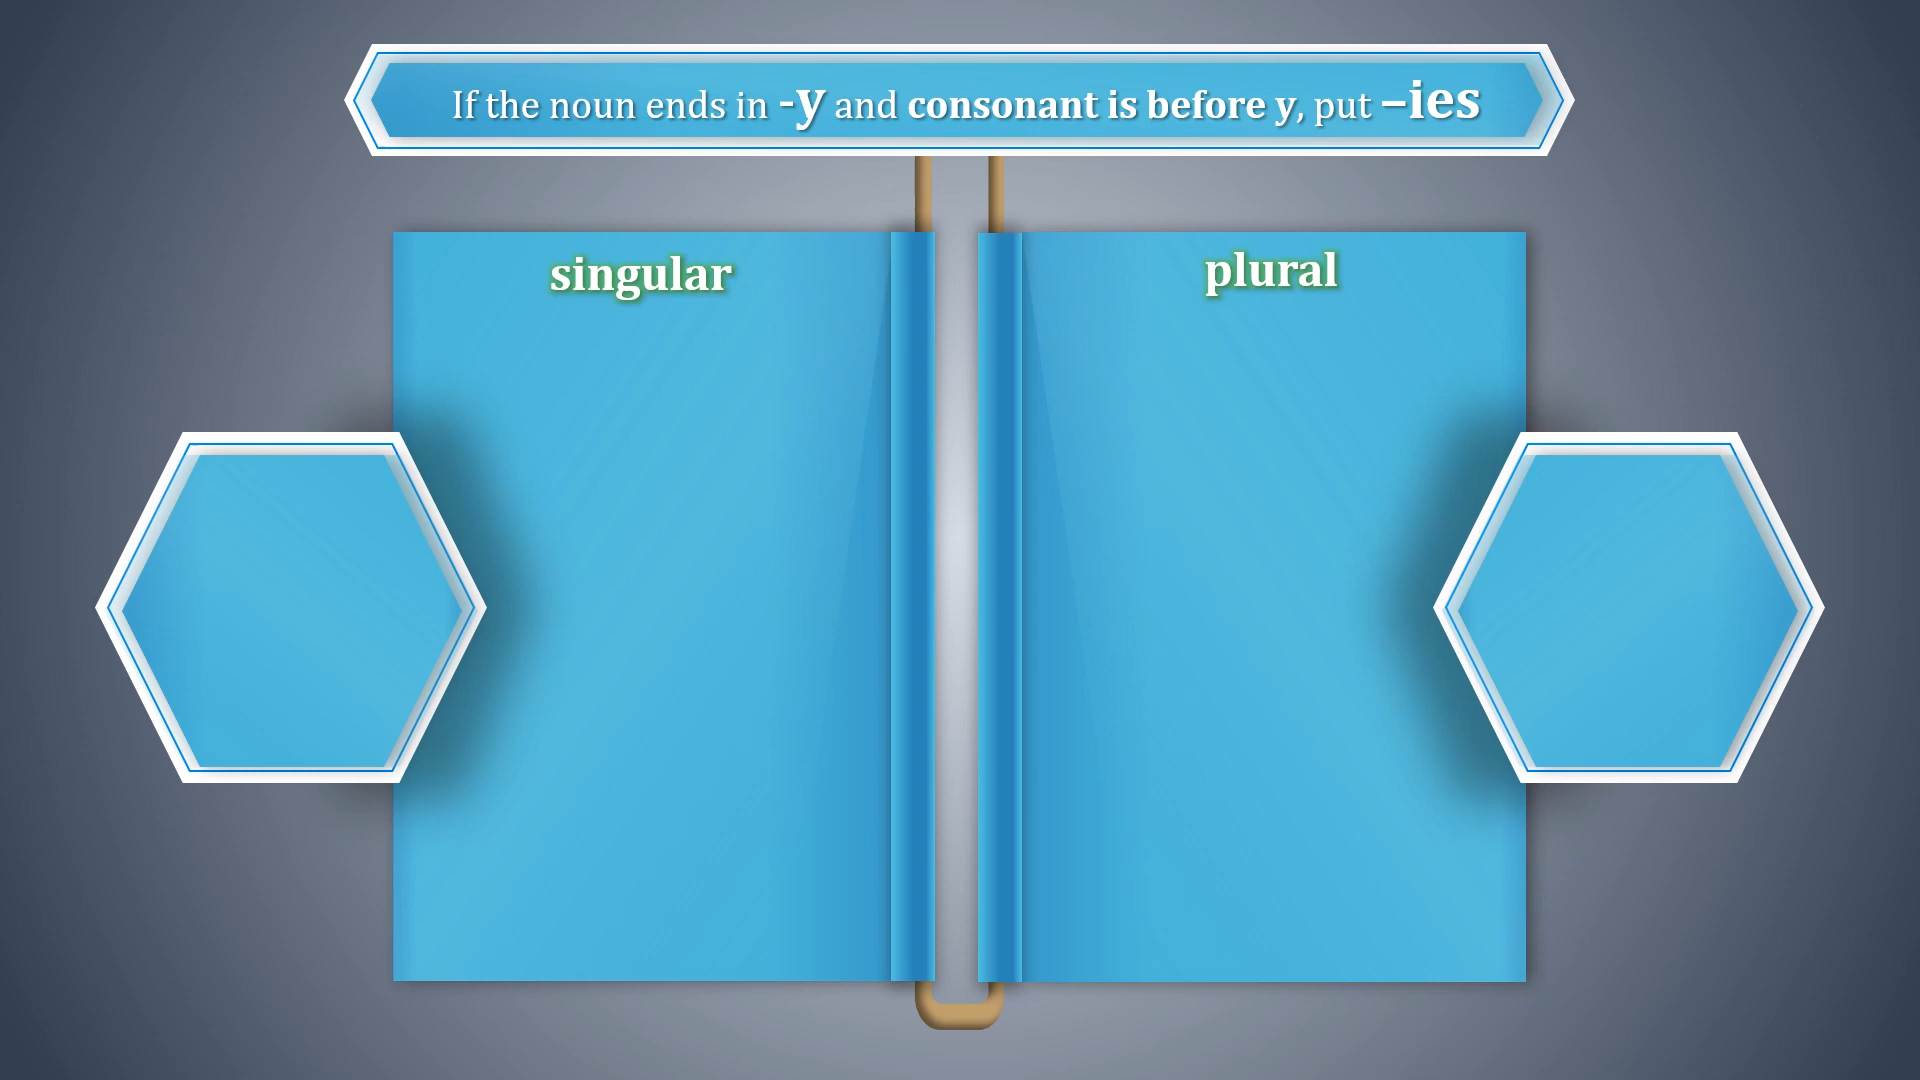 If the noun ends in -y and consonant is before y, put –ies
singular
plural